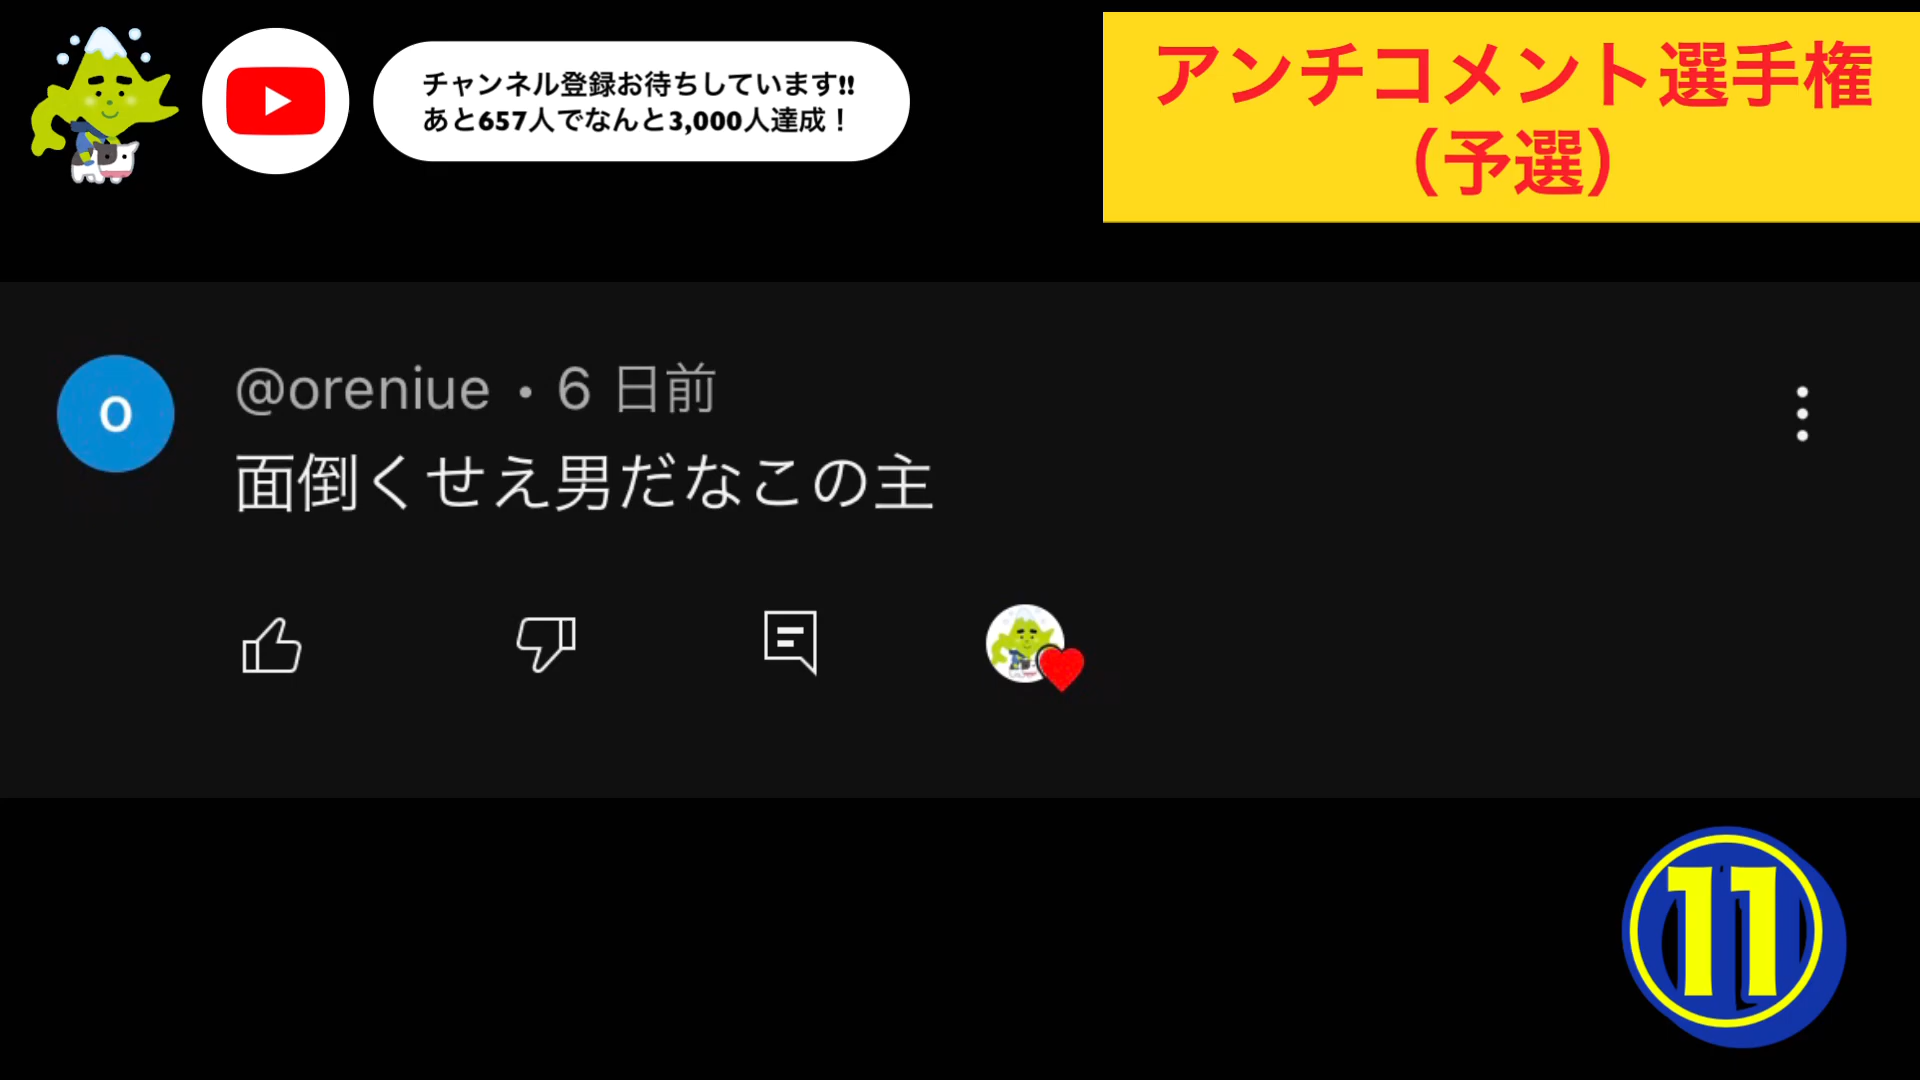 チャンネル登録お待ちしています!!
あと657人でなんと3,000人達成！
アンチコメント選手権
（予選）
O
@oreniue・6 日前
面倒くせえ男だなこの主
11